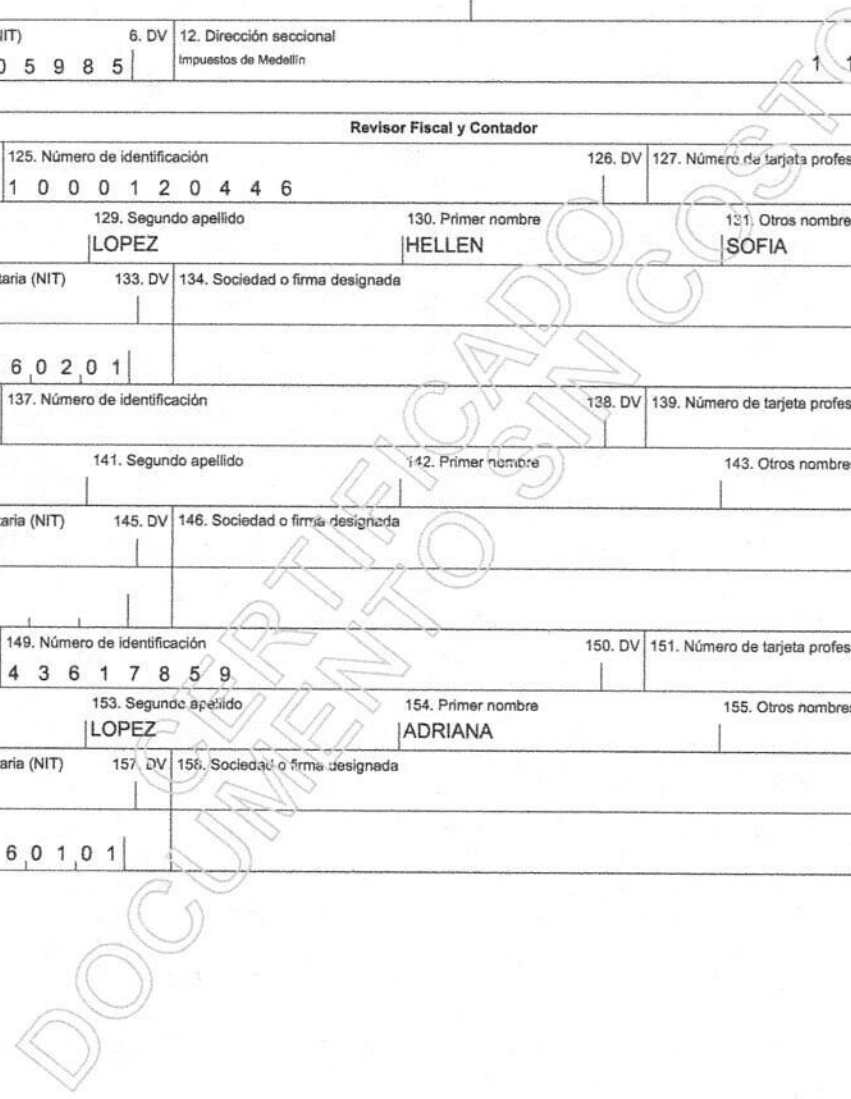 NIT) 6. DV 12. Dirección seccional
0 5 9 8 5 Impuestos de Medellín 1 1
Revisor Fiscal y Contador
125. Número de identificación 126. DV 127. Número de tarjeta profes
1 0 0 0 1 2 0 4 4 6
129. Segundo apellido 130. Primer nombre 131. Otros nombre
LOPEZ HELLEN SOFIA
taria (NIT) 133. DV 134. Sociedad o firma designada
6 0 2 0 1
137. Número de identificación 138. DV 139. Número de tarjeta profes
141. Segundo apellido 142. Primer nombre 143. Otros nombre
taria (NIT) 145. DV 146. Sociedad o firma designada
149. Número de identificación 150. DV 151. Número de tarjeta profes
4 3 6 1 7 8 5 9
153. Segundo apellido 154. Primer nombre 155. Otros nombres
LOPEZ ADRIANA
taria (NIT) 157. DV 158. Sociedad o firma designada
6 0 1 0 1
CERTIFICADO
DOCUMENTO SIN COSTO